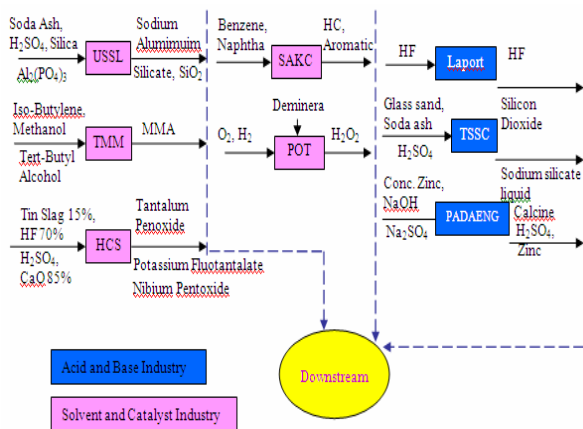 Soda Ash,
H₂SO₄, Silica
Al₂(PO₄)₃
USSL
Sodium
Alumimuim
Silicate, SiO₂
Benzene,
Naphtha
SAKC
HC,
Aromatic
HF
Laport
HF
Iso-Butylene,
Methanol
Tert-Butyl
Alcohol
TMM
MMA
Deminera
O₂, H₂
POT
H₂O₂
Glass sand,
Soda ash
H₂SO₄
TSSC
Silicon
Dioxide
Sodium silicate
liquid
Tin Slag 15%,
HF 70%
H₂SO₄,
CaO 85%
HCS
Tantalum
Penoxide
Potassium Fluotantalate
Nibium Pentoxide
Conc. Zinc,
NaOH
Na₂SO₄
PADAENG
Calcine
H₂SO₄,
Zinc
Downstream
Acid and Base Industry
Solvent and Catalyst Industry